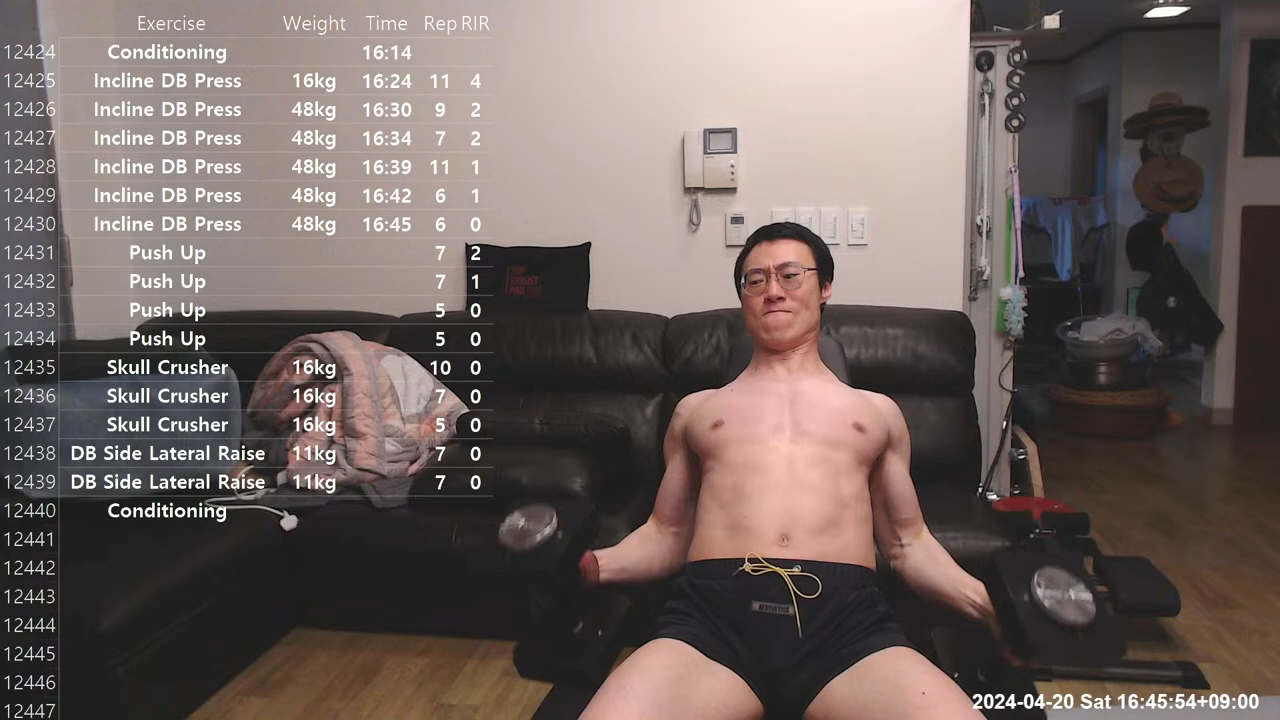 Exercise Weight Time Rep RIR
12424 Conditioning 16:14
12425 Incline DB Press 16kg 16:24 11 4
12426 Incline DB Press 48kg 16:30 9 2
12427 Incline DB Press 48kg 16:34 7 2
12428 Incline DB Press 48kg 16:39 11 1
12429 Incline DB Press 48kg 16:42 6 1
12430 Incline DB Press 48kg 16:45 6 0
12431 Push Up 7 2
12432 Push Up 7 1
12433 Push Up 5 0
12434 Push Up 5 0
12435 Skull Crusher 16kg 10 0
12436 Skull Crusher 16kg 7 0
12437 Skull Crusher 16kg 5 0
12438 DB Side Lateral Raise 11kg 7 0
12439 DB Side Lateral Raise 11kg 7 0
12440 Conditioning
12441
12442
12443
12444
12445
12446
12447
2024-04-20 Sat 16:45:54+09:00